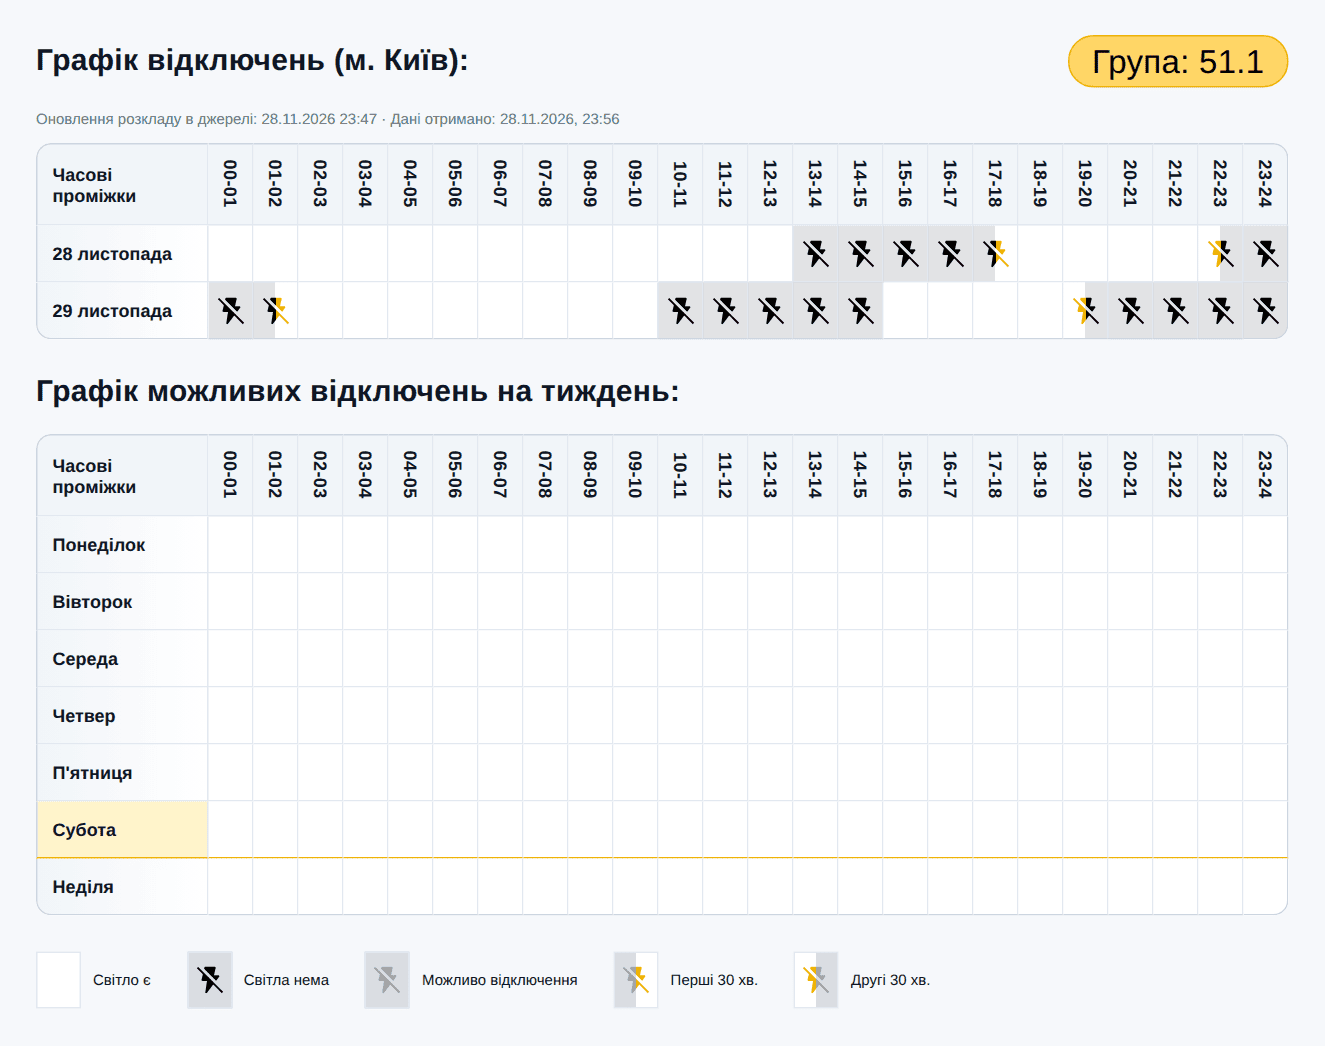 Графік відключень (м. Київ):
Група: 51.1
Оновлення розкладу в джерелі: 28.11.2026 23:47 · Дані отримано: 28.11.2026, 23:56
Часові проміжки 00-01 01-02 02-03 03-04 04-05 05-06 06-07 07-08 08-09 09-10 10-11 11-12 12-13 13-14 14-15 15-16 16-17 17-18 18-19 19-20 20-21 21-22 22-23 23-24
28 листопада
29 листопада
Графік можливих відключень на тиждень:
Часові проміжки 00-01 01-02 02-03 03-04 04-05 05-06 06-07 07-08 08-09 09-10 10-11 11-12 12-13 13-14 14-15 15-16 16-17 17-18 18-19 19-20 20-21 21-22 22-23 23-24
Понеділок
Вівторок
Середа
Четвер
П'ятниця
Субота
Неділя
Світло є Світла нема Можливо відключення Перші 30 хв. Другі 30 хв.